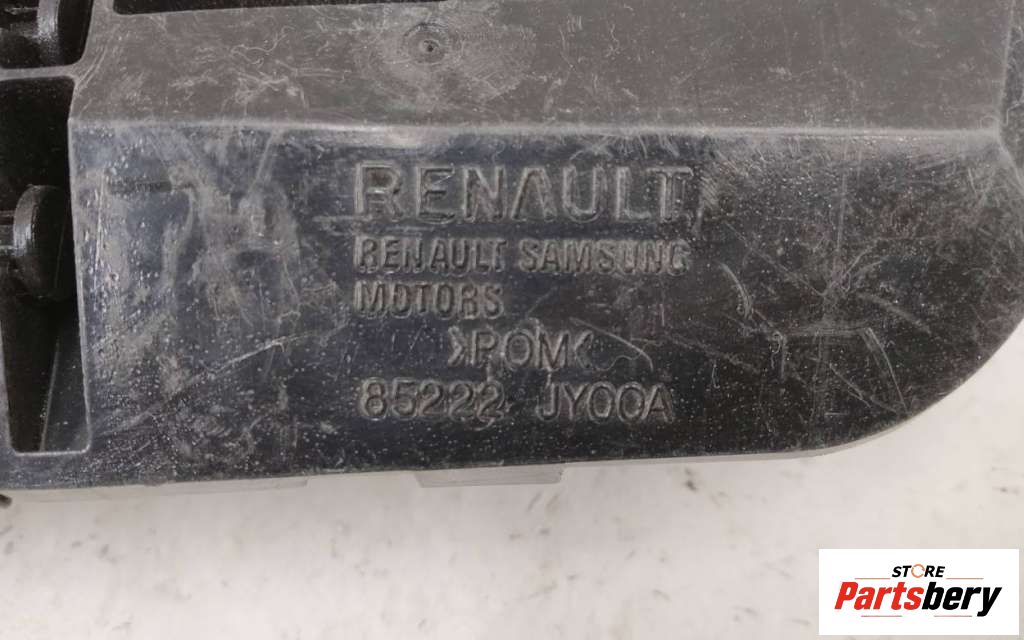 RENAULT
RENAULT SAMSUNG
MOTORS
>POM<
85222 JY00A
STORE
Partsbery